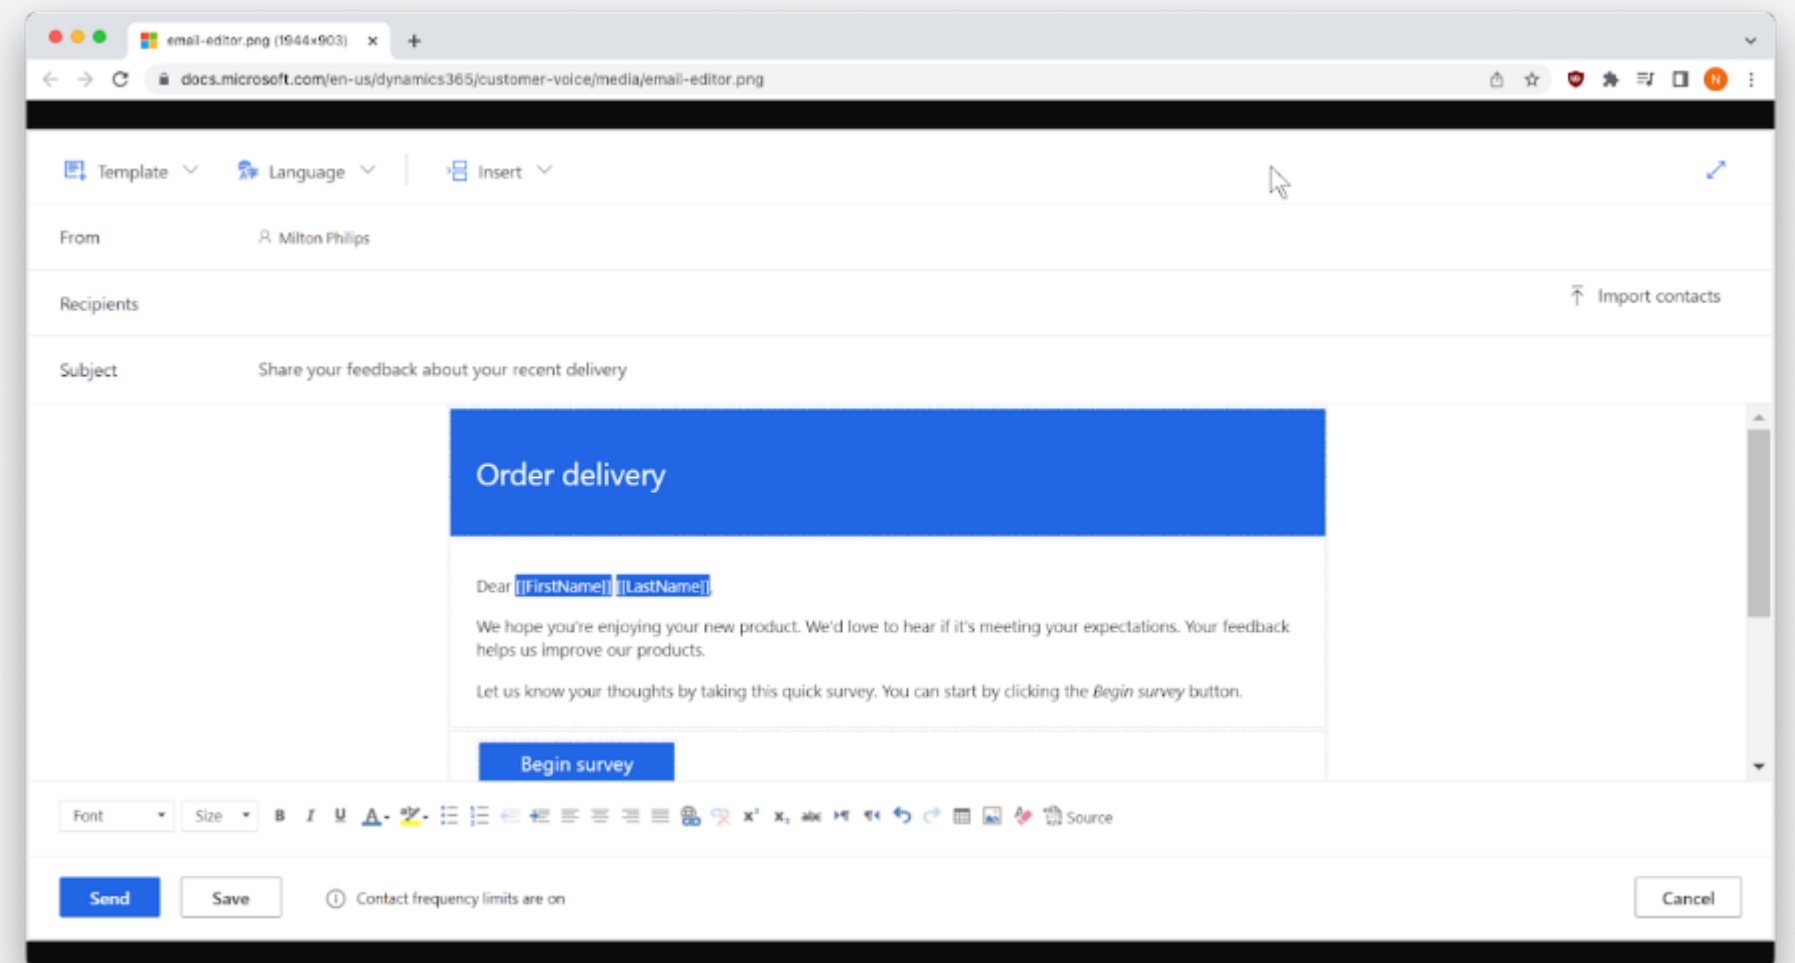 email-editor.png (1944×903)
docs.microsoft.com/en-us/dynamics365/customer-voice/media/email-editor.png
N
Template
Language
Insert
From
Milton Philips
Recipients
Import contacts
Subject
Share your feedback about your recent delivery
Order delivery
Dear [[FirstName]] [[LastName]],
We hope you're enjoying your new product. We'd love to hear if it's meeting your expectations. Your feedback
helps us improve our products.
Let us know your thoughts by taking this quick survey. You can start by clicking the Begin survey button.
Begin survey
Font Size B I U A ab x² x₂ abc Source
Send
Save
Contact frequency limits are on
Cancel